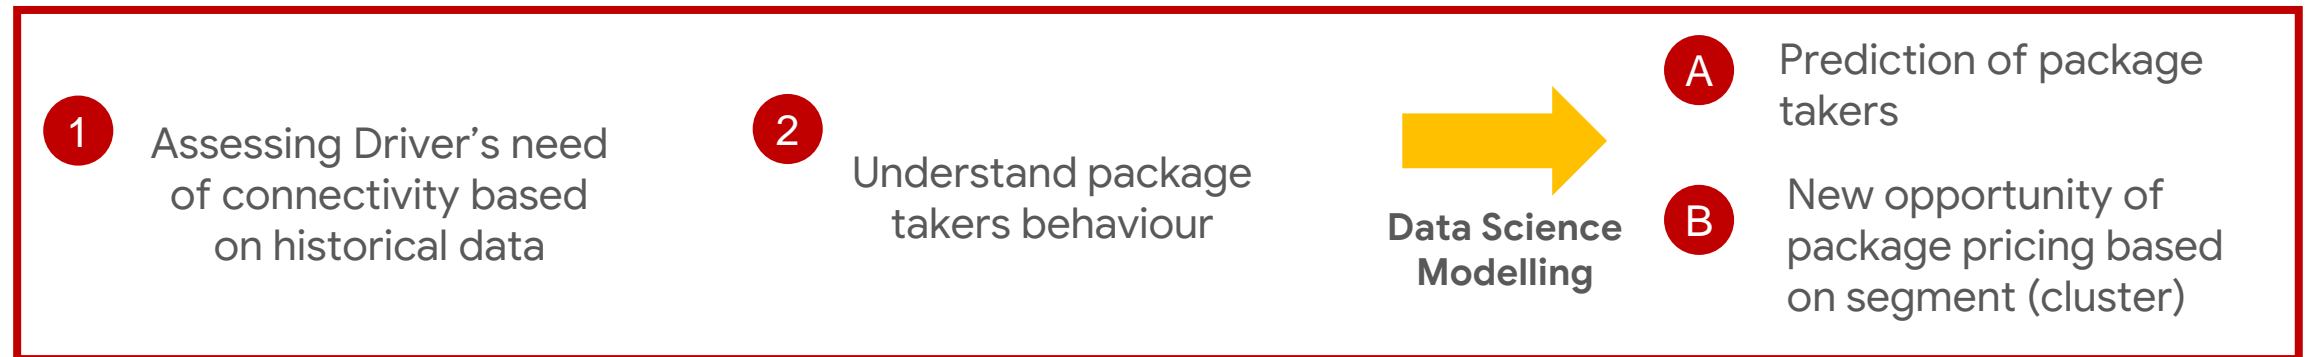 1
Assessing Driver’s need
of connectivity based
on historical data
2
Understand package
takers behaviour
Data Science
Modelling
A
Prediction of package
takers
B
New opportunity of
package pricing based
on segment (cluster)